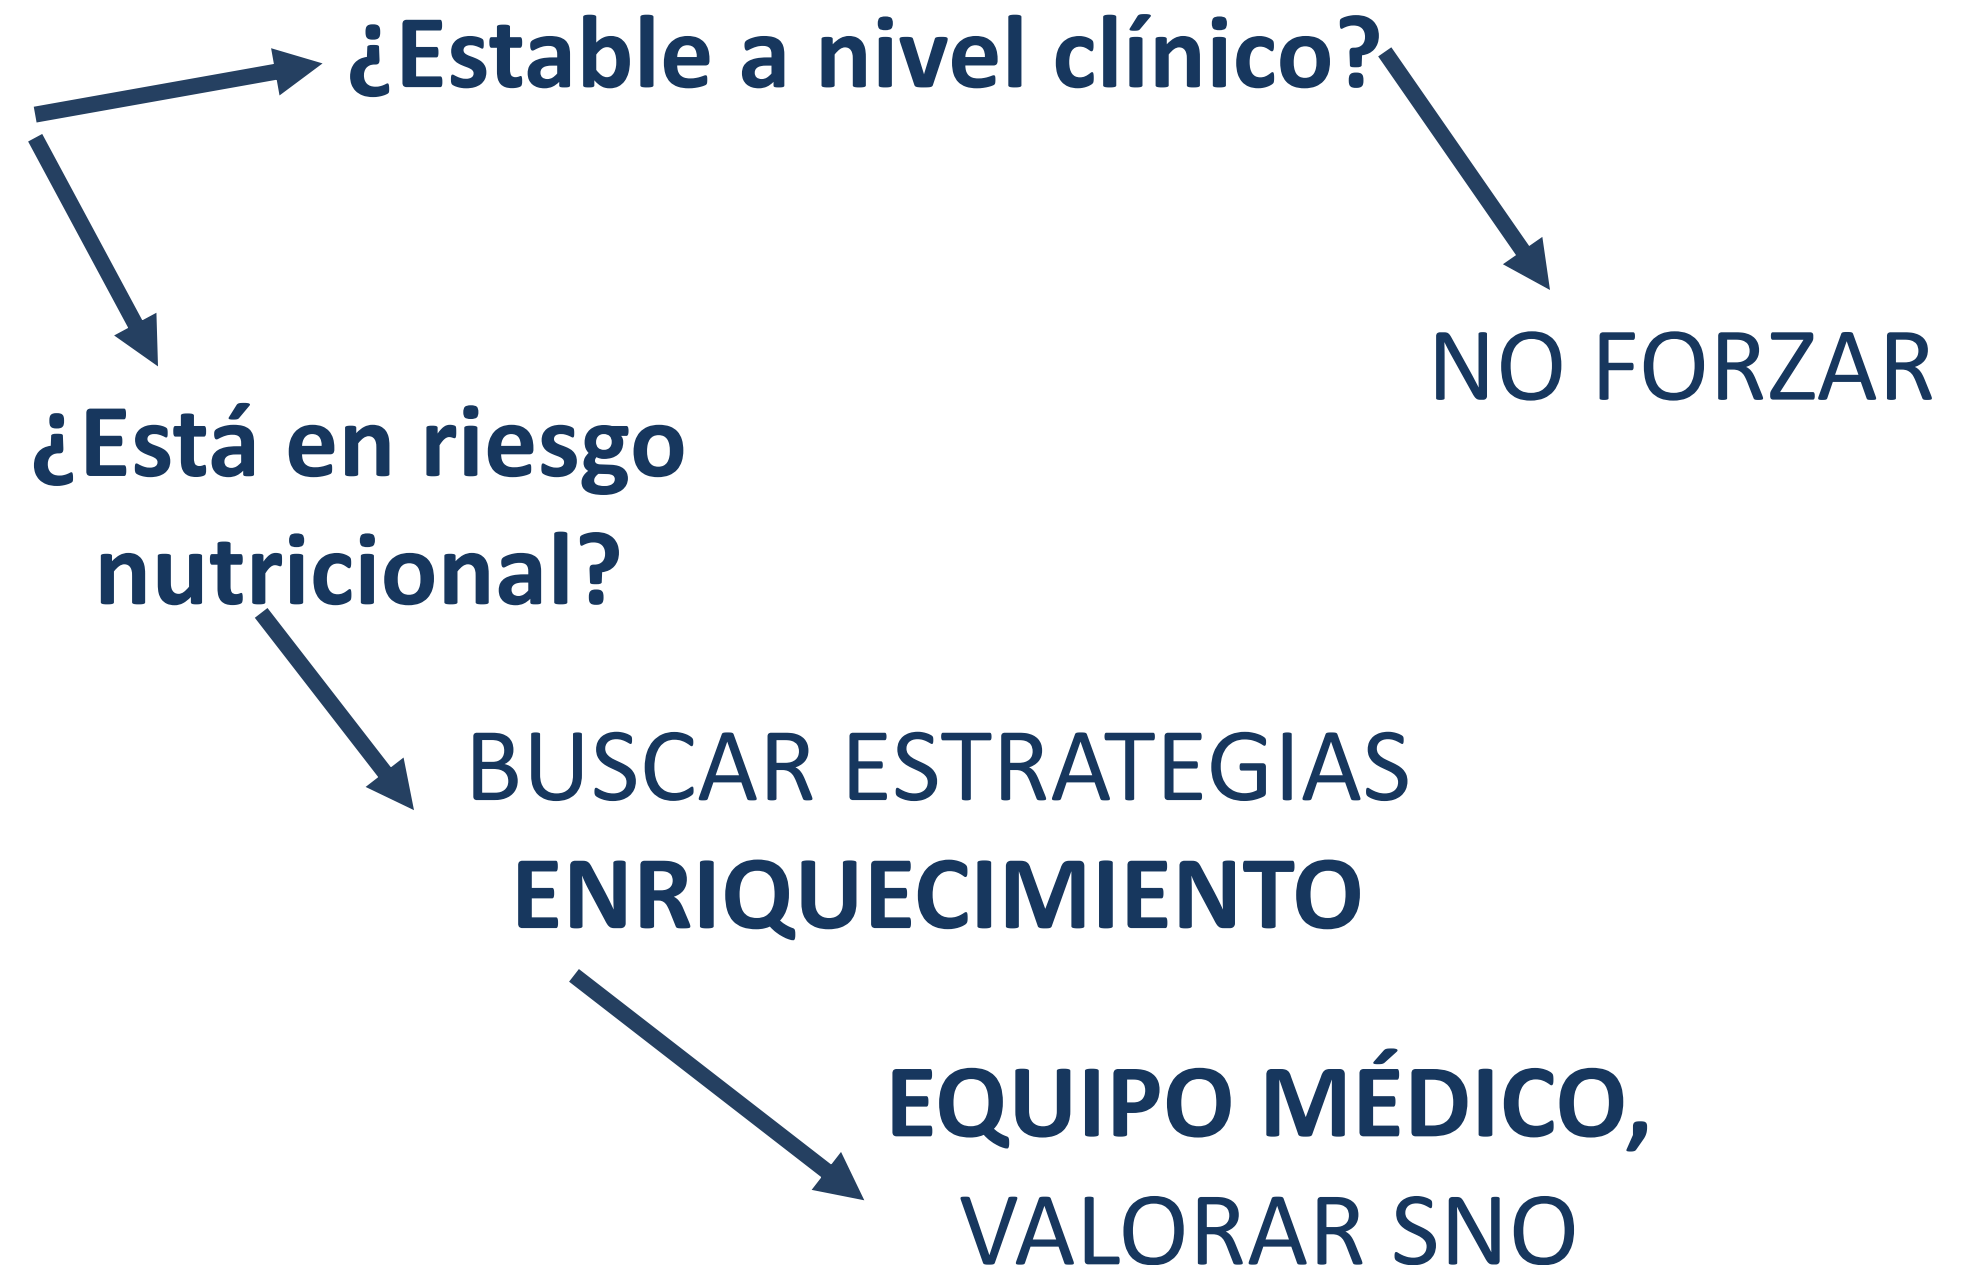 ¿Estable a nivel clínico?
NO FORZAR
¿Está en riesgo
nutricional?
BUSCAR ESTRATEGIAS
ENRIQUECIMIENTO
EQUIPO MÉDICO,
VALORAR SNO